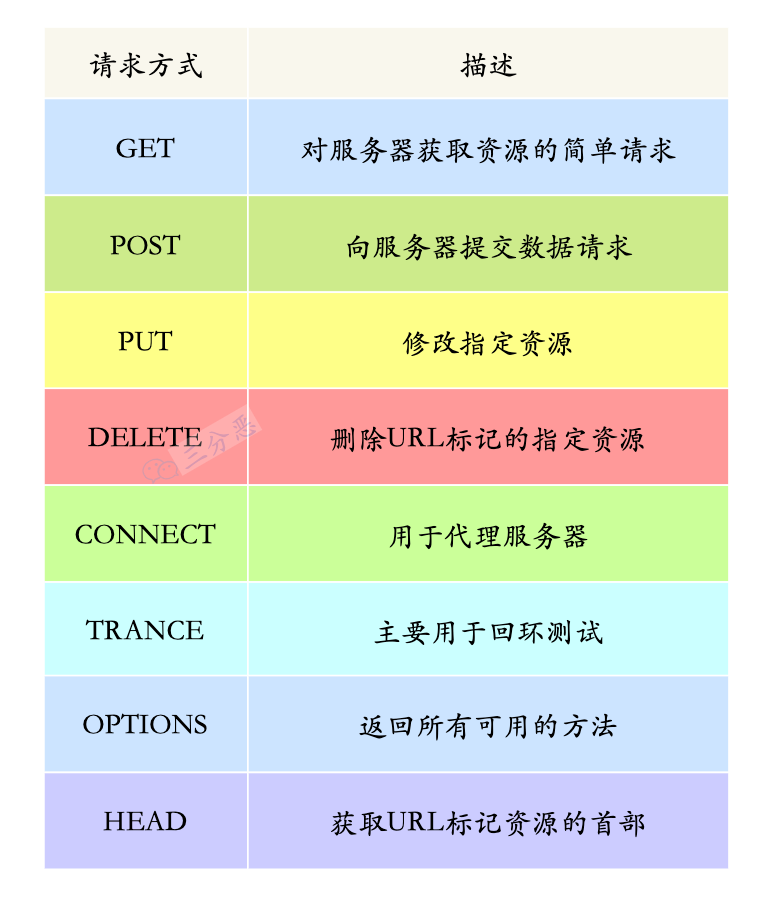 请求方式 描述
GET 对服务器获取资源的简单请求
POST 向服务器提交数据请求
PUT 修改指定资源
DELETE 删除URL标记的指定资源
三分恶
CONNECT 用于代理服务器
TRANCE 主要用于回环测试
OPTIONS 返回所有可用的方法
HEAD 获取URL标记资源的首部